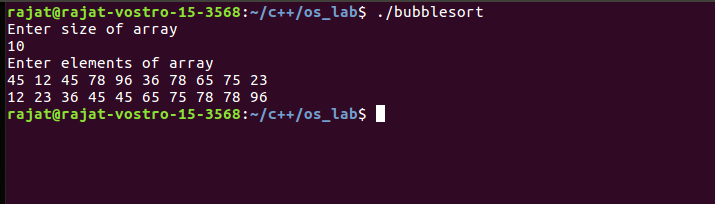 rajat@rajat-vostro-15-3568:~/c++/os_lab$ ./bubblesort
Enter size of array
10
Enter elements of array
45 12 45 78 96 36 78 65 75 23
12 23 36 45 45 65 75 78 78 96
rajat@rajat-vostro-15-3568:~/c++/os_lab$